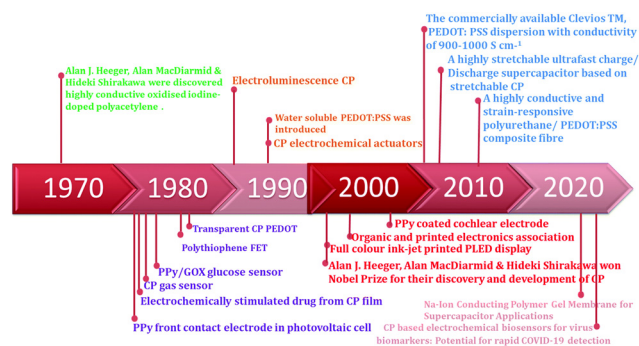 The commercially available Clevios TM,
PEDOT: PSS dispersion with conductivity
of 900-1000 S cm-1
A highly stretchable ultrafast charge/
Discharge supercapacitor based on
stretchable CP
A highly conductive and
strain-responsive
polyurethane/ PEDOT:PSS
composite fibre
Alan J. Heeger, Alan MacDiarmid &
Hideki Shirakawa were discovered
highly conductive oxidised iodine-
doped polyacetylene .
Electroluminescence CP
Water soluble PEDOT:PSS was
introduced
CP electrochemical actuators
1970
1980
1990
2000
2010
2020
Transparent CP PEDOT
Polythiophene FET
PPy/GOX glucose sensor
CP gas sensor
Electrochemically stimulated drug from CP film
PPy front contact electrode in photovoltaic cell
PPy coated cochlear electrode
Organic and printed electronics association
Full colour ink-jet printed PLED display
Alan J. Heeger, Alan MacDiarmid & Hideki Shirakawa won
Nobel Prize for their discovery and development of CP
Na-Ion Conducting Polymer Gel Membrane for
Supercapacitor Applications
CP based electrochemical biosensors for virus
biomarkers: Potential for rapid COVID-19 detection